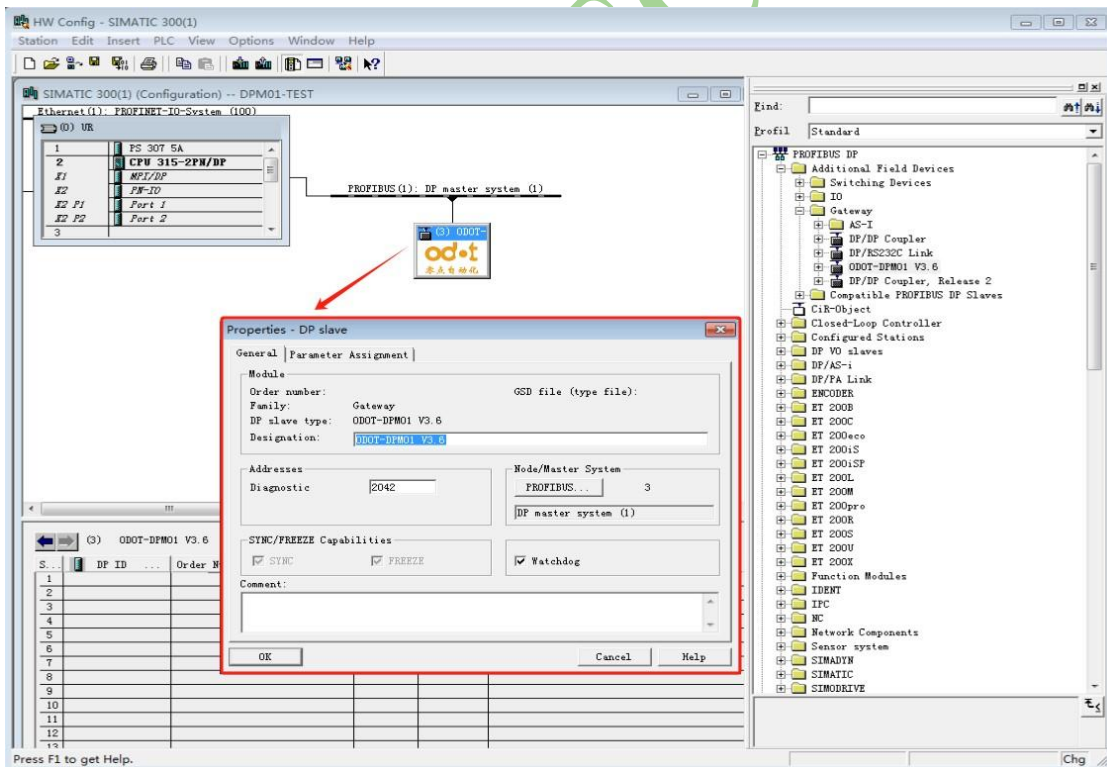 HW Config - SIMATIC 300(1)
Station Edit Insert PLC View Options Window Help
SIMATIC 300(1) (Configuration) -- DPM01-TEST
Ethernet(1): PROFINET-IO-System (100)
(0) UR
1 PS 307 5A
2 CPU 315-2PN/DP
X1 MPI/DP
X2 PN-IO
X2 P1 Port 1
X2 P2 Port 2
3
PROFIBUS(1): DP master system (1)
(3) ODOT-
odot
零点自动化
Properties - DP slave
General Parameter Assignment
Module
Order number: GSD file (type file):
Family: Gateway
DP slave type: ODOT-DPM01 V3.6
Designation: ODOT-DPM01 V3.6
Addresses
Diagnostic 2042
Node/Master System
PROFIBUS... 3
DP master system (1)
SYNC/FREEZE Capabilities
SYNC FREEZE
Watchdog
Comment:
OK Cancel Help
(3) ODOT-DPM01 V3.6
S... DP ID ... Order N
1
2
3
4
5
6
7
8
9
10
11
12
13
Find:
Profil Standard
PROFIBUS DP
Additional Field Devices
Switching Devices
IO
Gateway
AS-I
DP/DP Coupler
DP/RS232C Link
ODOT-DPM01 V3.6
DP/DP Coupler, Release 2
Compatible PROFIBUS DP Slaves
CiR-Object
Closed-Loop Controller
Configured Stations
DP V0 slaves
DP/AS-i
DP/PA Link
ENCODER
ET 200B
ET 200C
ET 200eco
ET 200iS
ET 200iSP
ET 200L
ET 200M
ET 200pro
ET 200R
ET 200S
ET 200U
ET 200X
Function Modules
IDENT
IPC
NC
Network Components
Sensor system
SIMADYN
SIMATIC
SIMODRIVE
Press F1 to get Help.
Chg